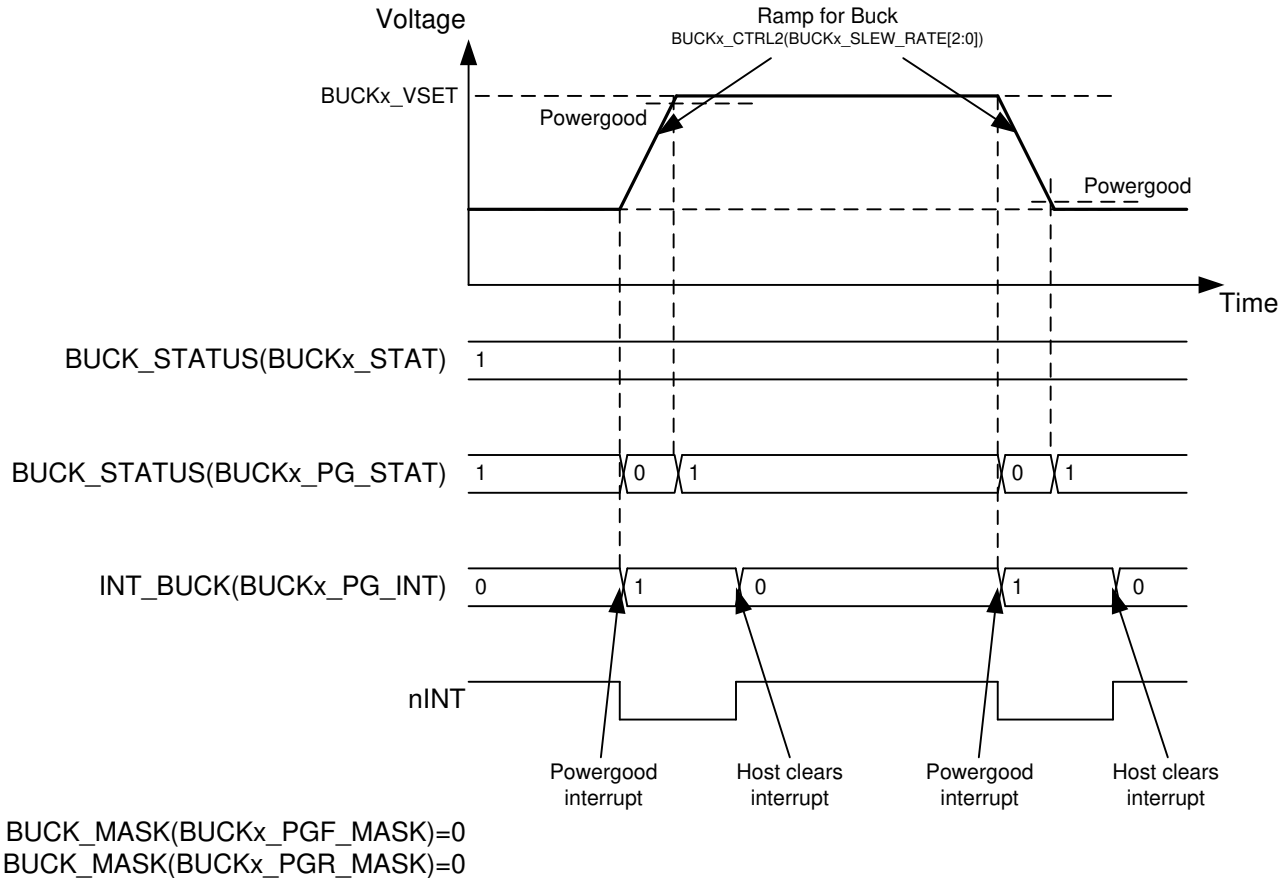 Voltage
Ramp for Buck
BUCKx_CTRL2(BUCKx_SLEW_RATE[2:0])
BUCKx_VSET
Powergood
Powergood
Time
BUCK_STATUS(BUCKx_STAT) 1
BUCK_STATUS(BUCKx_PG_STAT) 1 0 1 0 1
INT_BUCK(BUCKx_PG_INT) 0 1 0 1 0
nINT
Powergood Host clears Powergood Host clears
interrupt interrupt interrupt interrupt
BUCK_MASK(BUCKx_PGF_MASK)=0
BUCK_MASK(BUCKx_PGR_MASK)=0